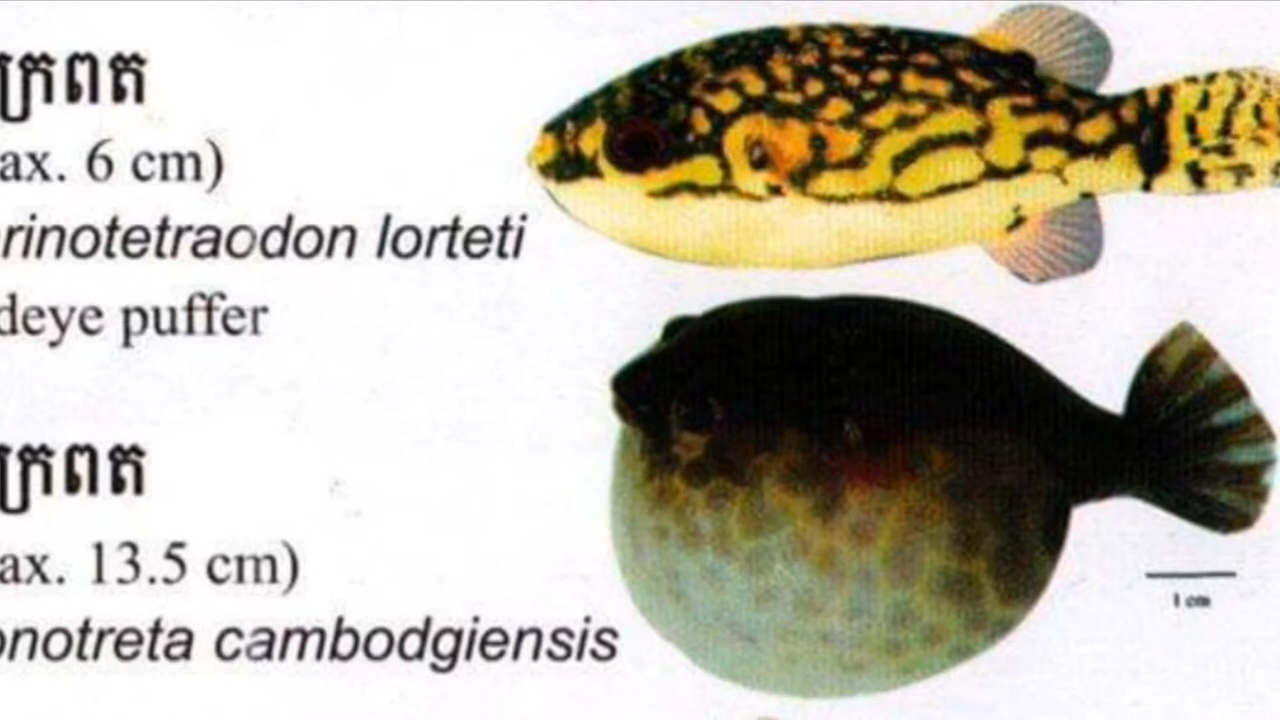 ក្រពត
ax. 6 cm)
rinotetraodon lorteti
deye puffer
ក្រពត
ax. 13.5 cm)
onotreta cambodgiensis
1 cm